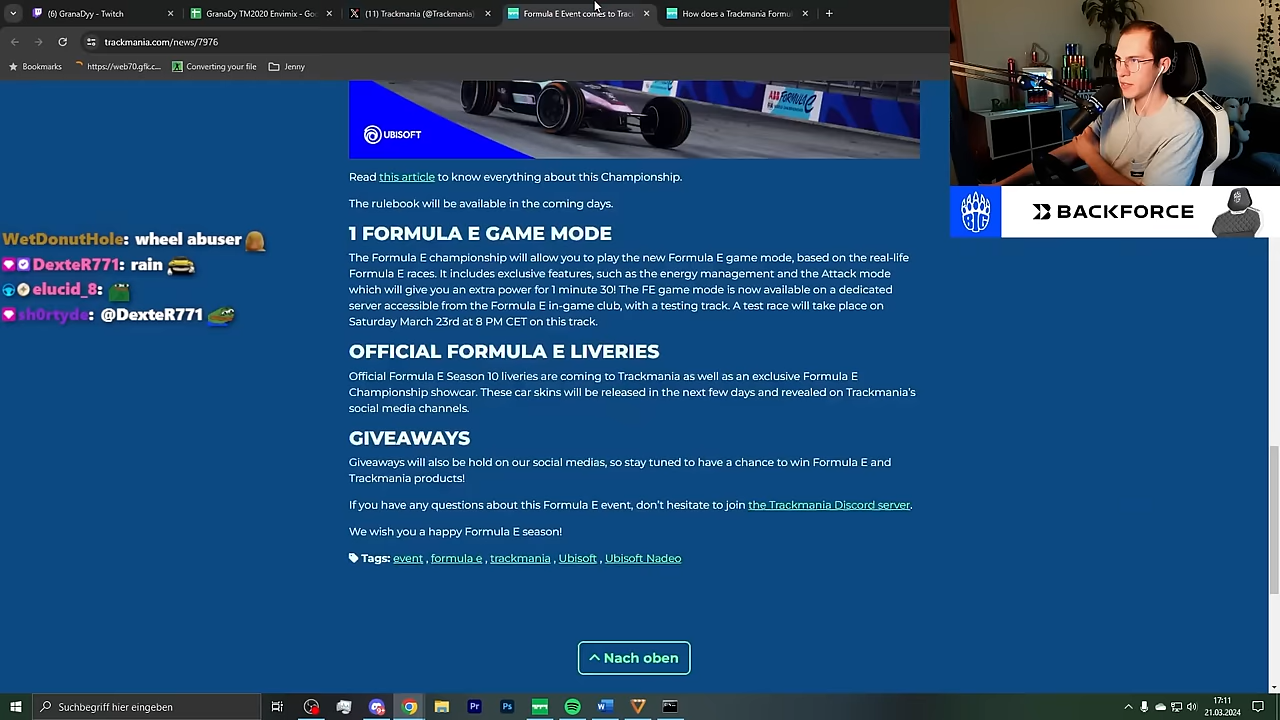 (6) GranaDyy - Twitch
GranaDy TM2020 Envimix - Go
(11) Trackmania (@Trackmania)
Formula E Event comes to Trac
How does a Trackmania Formul
trackmania.com/news/7976
Bookmarks
https://web70.gfk.c...
Converting your file
Jenny
UBISOFT
ABB FORMULA E
Read this article to know everything about this Championship.
The rulebook will be available in the coming days.
1 FORMULA E GAME MODE
The Formula E championship will allow you to play the new Formula E game mode, based on the real-life
Formula E races. It includes exclusive features, such as the energy management and the Attack mode
which will give you an extra power for 1 minute 30! The FE game mode is now available on a dedicated
server accessible from the Formula E in-game club, with a testing track. A test race will take place on
Saturday March 23rd at 8 PM CET on this track.
OFFICIAL FORMULA E LIVERIES
Official Formula E Season 10 liveries are coming to Trackmania as well as an exclusive Formula E
Championship showcar. These car skins will be released in the next few days and revealed on Trackmania's
social media channels.
GIVEAWAYS
Giveaways will also be hold on our social medias, so stay tuned to have a chance to win Formula E and
Trackmania products!
If you have any questions about this Formula E event, don't hesitate to join the Trackmania Discord server.
We wish you a happy Formula E season!
Tags: event , formula e , trackmania , Ubisoft , Ubisoft Nadeo
Nach oben
WetDonutHole: wheel abuser
DexteR771: rain
elucid_8:
sh0rtyde: @DexteR771
BIG
BACKFORCE
Suchbegriff hier eingeben
Pr
Ps
17:11
21.03.2024